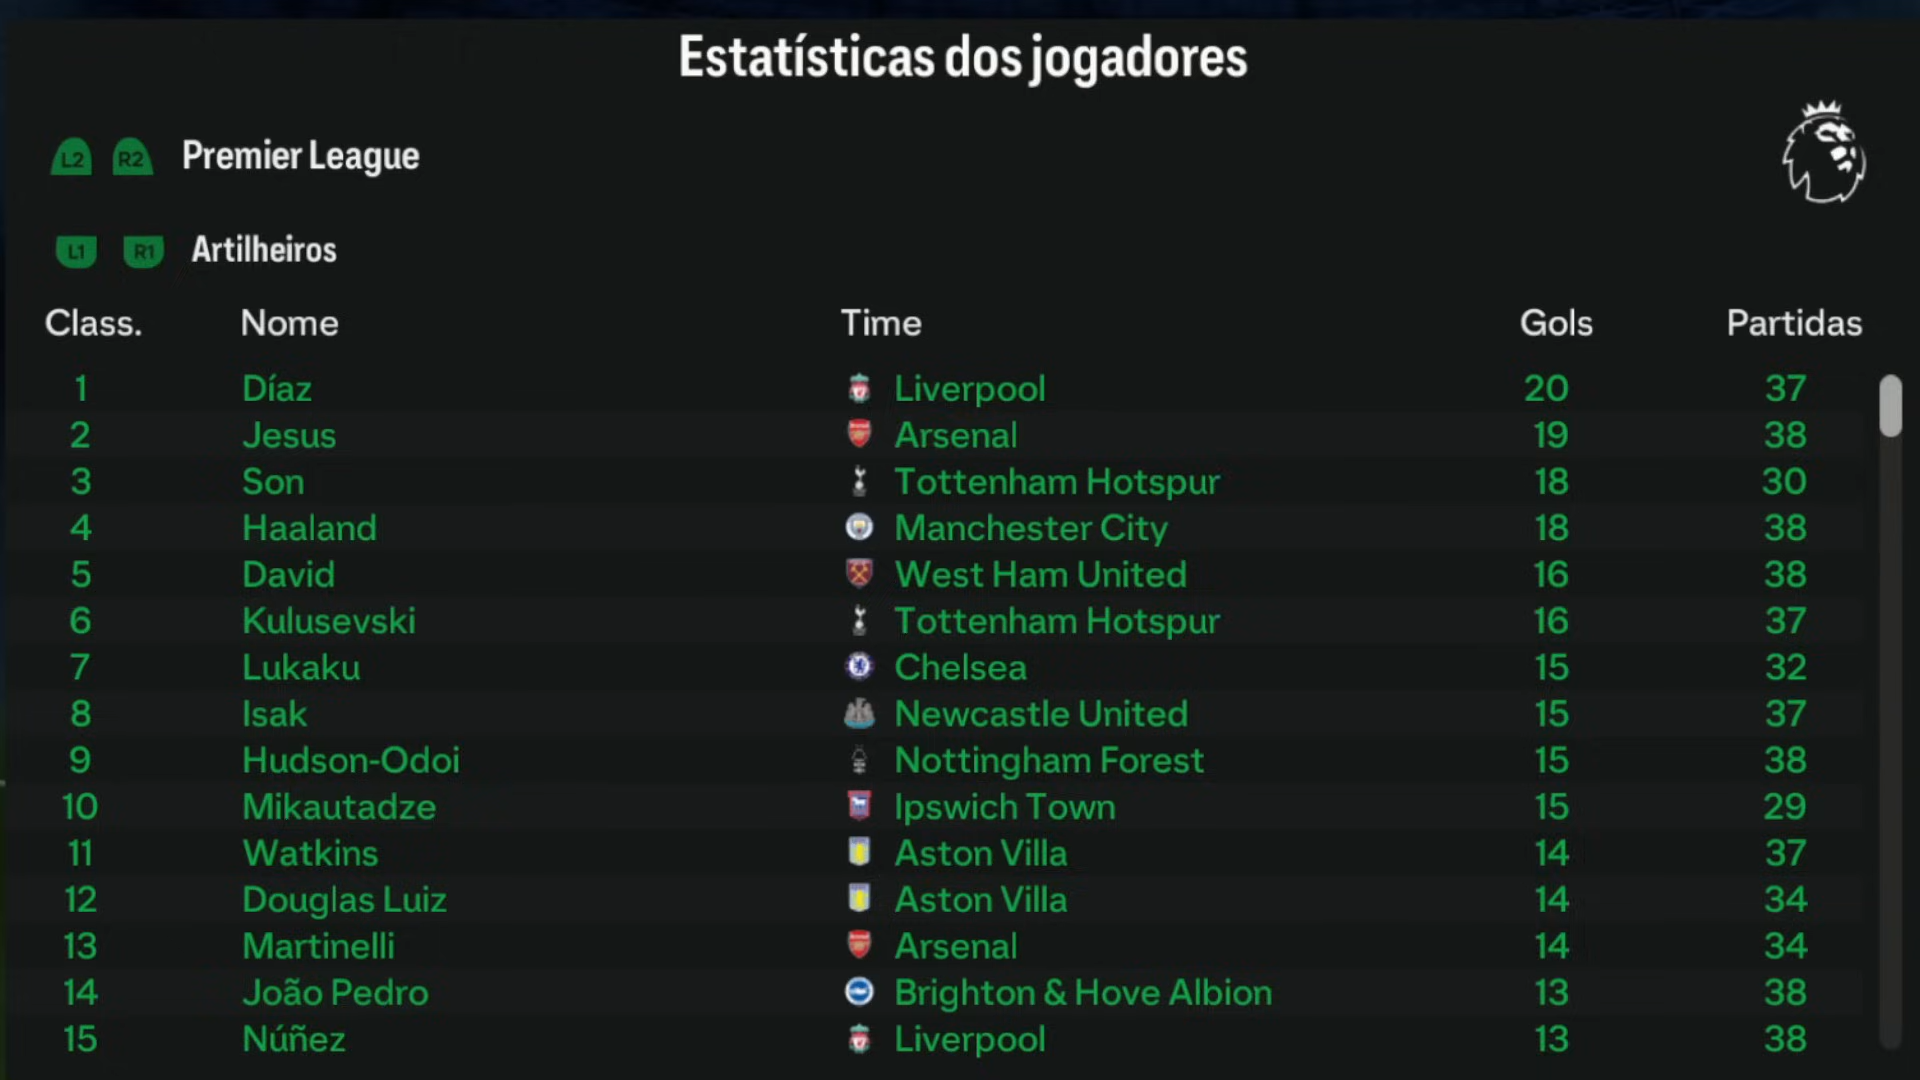 Estatísticas dos jogadores
L2 R2 Premier League
L1 R1 Artilheiros
Class. Nome Time Gols Partidas
1 Díaz Liverpool 20 37
2 Jesus Arsenal 19 38
3 Son Tottenham Hotspur 18 30
4 Haaland Manchester City 18 38
5 David West Ham United 16 38
6 Kulusevski Tottenham Hotspur 16 37
7 Lukaku Chelsea 15 32
8 Isak Newcastle United 15 37
9 Hudson-Odoi Nottingham Forest 15 38
10 Mikautadze Ipswich Town 15 29
11 Watkins Aston Villa 14 37
12 Douglas Luiz Aston Villa 14 34
13 Martinelli Arsenal 14 34
14 João Pedro Brighton & Hove Albion 13 38
15 Núñez Liverpool 13 38